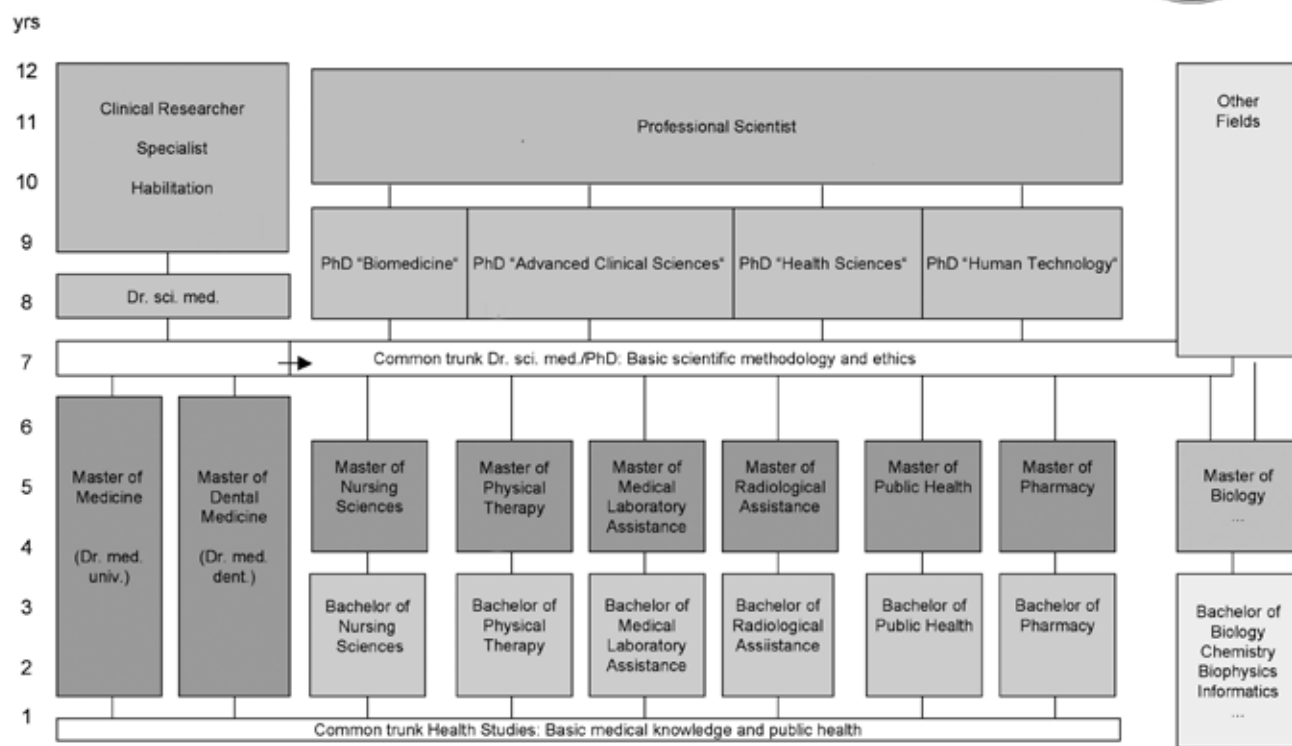 yrs
12
11
10
9
8
7
6
5
4
3
2
1
Clinical Researcher
Specialist
Habilitation
Professional Scientist
Other
Fields
Dr. sci. med.
PhD "Biomedicine"
PhD "Advanced Clinical Sciences"
PhD "Health Sciences"
PhD "Human Technology"
Common trunk Dr. sci. med./PhD: Basic scientific methodology and ethics
Master of
Medicine
(Dr. med.
univ.)
Master of
Dental
Medicine
(Dr. med.
dent.)
Master of
Nursing
Sciences
Master of
Physical
Therapy
Master of
Medical
Laboratory
Assistance
Master of
Radiological
Assistance
Master of
Public Health
Master of
Pharmacy
Master of
Biology
...
Bachelor of
Nursing
Sciences
Bachelor of
Physical
Therapy
Bachelor of
Medical
Laboratory
Assistance
Bachelor of
Radiological
Assiistance
Bachelor of
Public Health
Bachelor of
Pharmacy
Bachelor of
Biology
Chemistry
Biophysics
Informatics
...
Common trunk Health Studies: Basic medical knowledge and public health